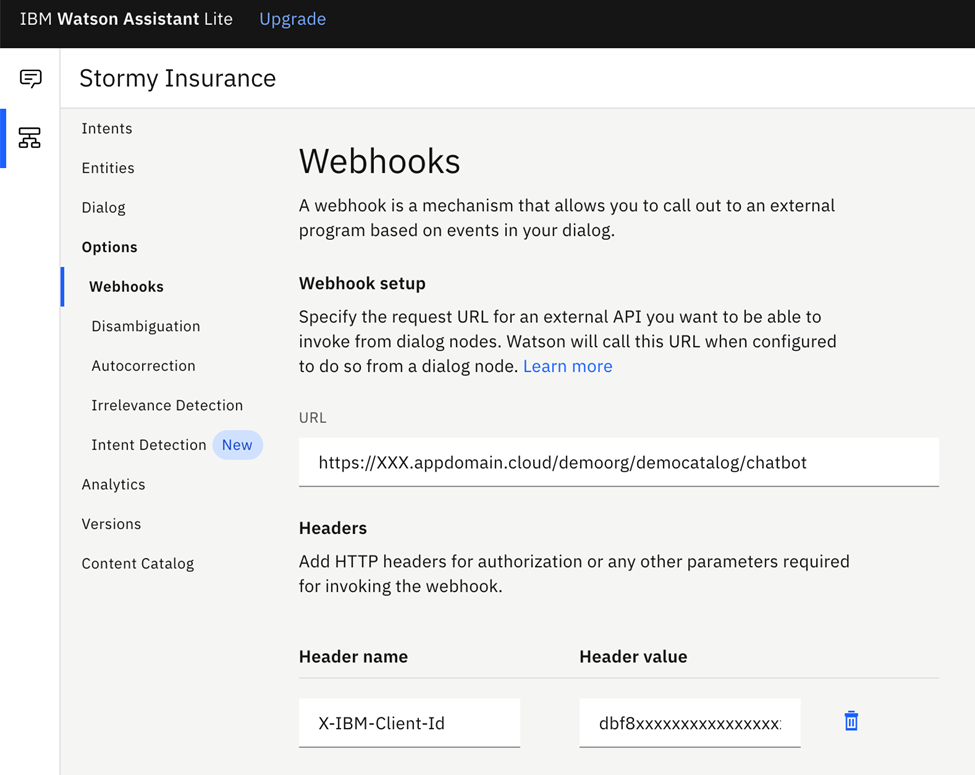 IBM Watson Assistant Lite Upgrade
Stormy Insurance
Intents
Entities
Dialog
Options
Webhooks
Disambiguation
Autocorrection
Irrelevance Detection
Intent Detection New
Analytics
Versions
Content Catalog
Webhooks
A webhook is a mechanism that allows you to call out to an external
program based on events in your dialog.
Webhook setup
Specify the request URL for an external API you want to be able to
invoke from dialog nodes. Watson will call this URL when configured
to do so from a dialog node. Learn more
URL
https://XXX.appdomain.cloud/demoorg/democatalog/chatbot
Headers
Add HTTP headers for authorization or any other parameters required
for invoking the webhook.
Header name Header value
X-IBM-Client-Id dbf8xxxxxxxxxxxxxxxx